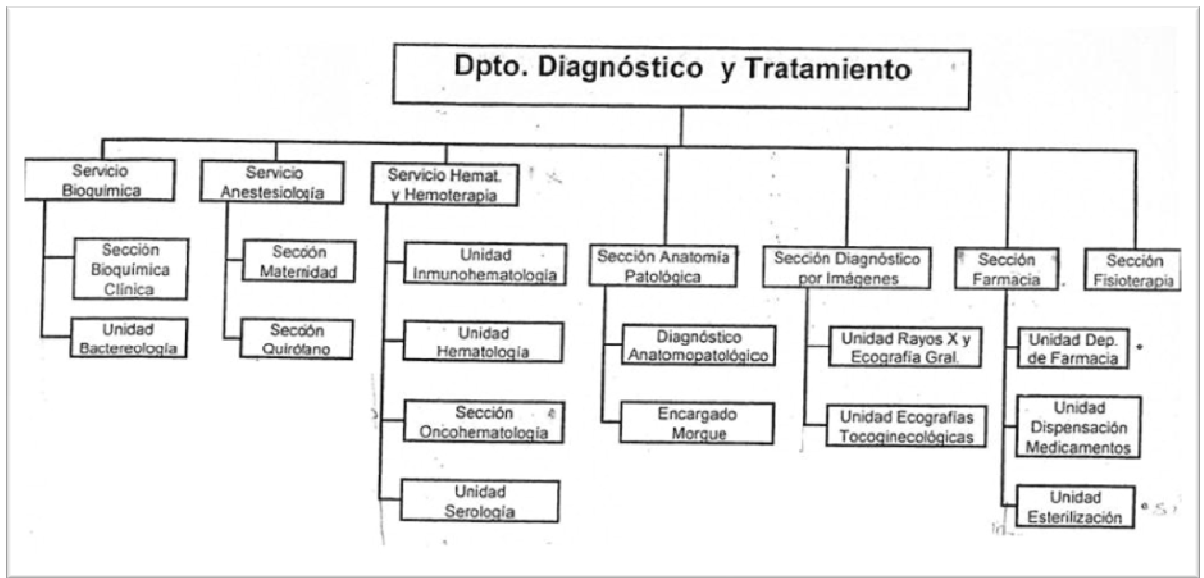 Dpto. Diagnóstico y Tratamiento
Servicio
Bioquímica
Sección
Bioquímica
Clínica
Unidad
Bactereología
Servicio
Anestesiología
Sección
Maternidad
Sección
Quirófano
Servicio Hemat.
y Hemoterapia
Unidad
Inmunohematología
Unidad
Hematología
Sección
Oncohematología
Unidad
Serología
Sección Anatomía
Patológica
Diagnóstico
Anatomopatológico
Encargado
Morgue
Sección Diagnóstico
por Imágenes
Unidad Rayos X y
Ecografía Gral.
Unidad Ecografías
Tocoginecológicas
Sección
Farmacia
Unidad Dep.
de Farmacia
Unidad
Dispensación
Medicamentos
Unidad
Esterilización
Sección
Fisioterapia